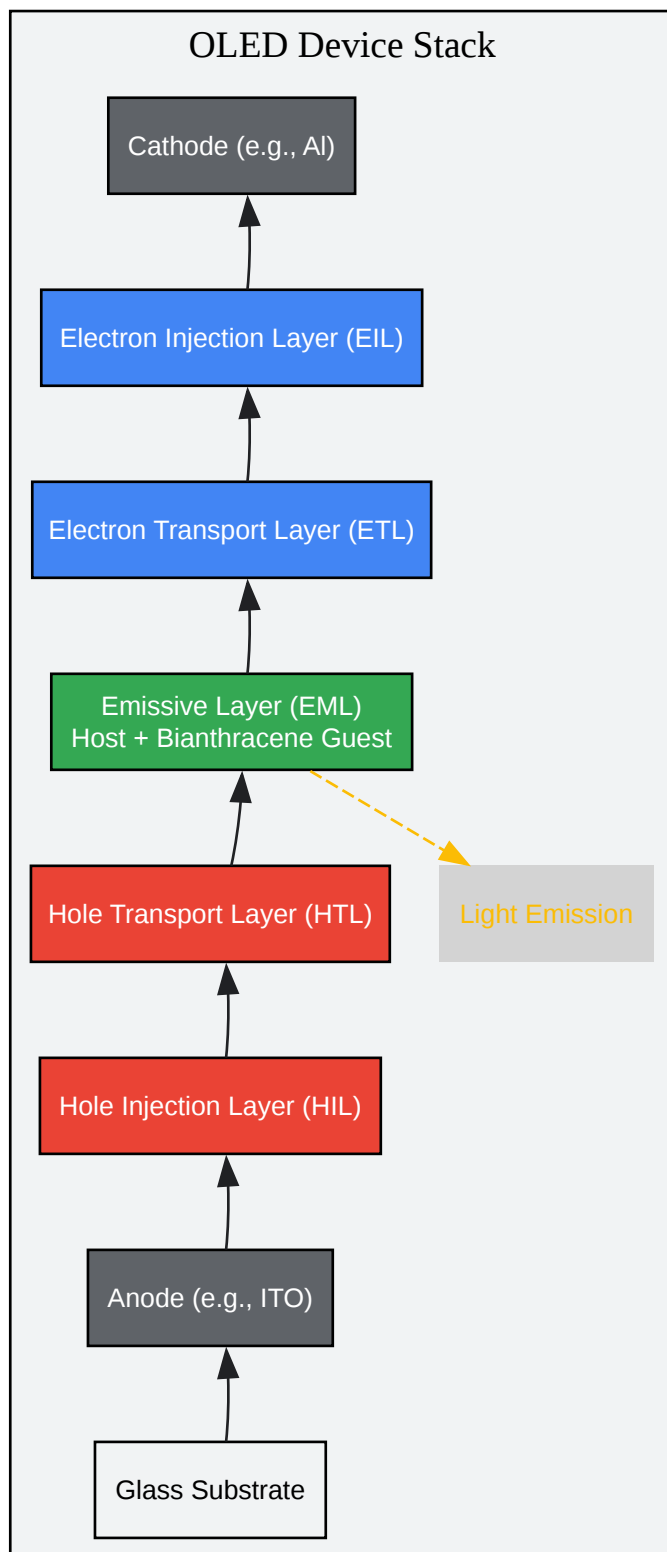 OLED Device Stack
Cathode (e.g., Al)
Electron Injection Layer (EIL)
Electron Transport Layer (ETL)
Emissive Layer (EML)
Host + Bianthracene Guest
Hole Transport Layer (HTL)
Light Emission
Hole Injection Layer (HIL)
Anode (e.g., ITO)
Glass Substrate